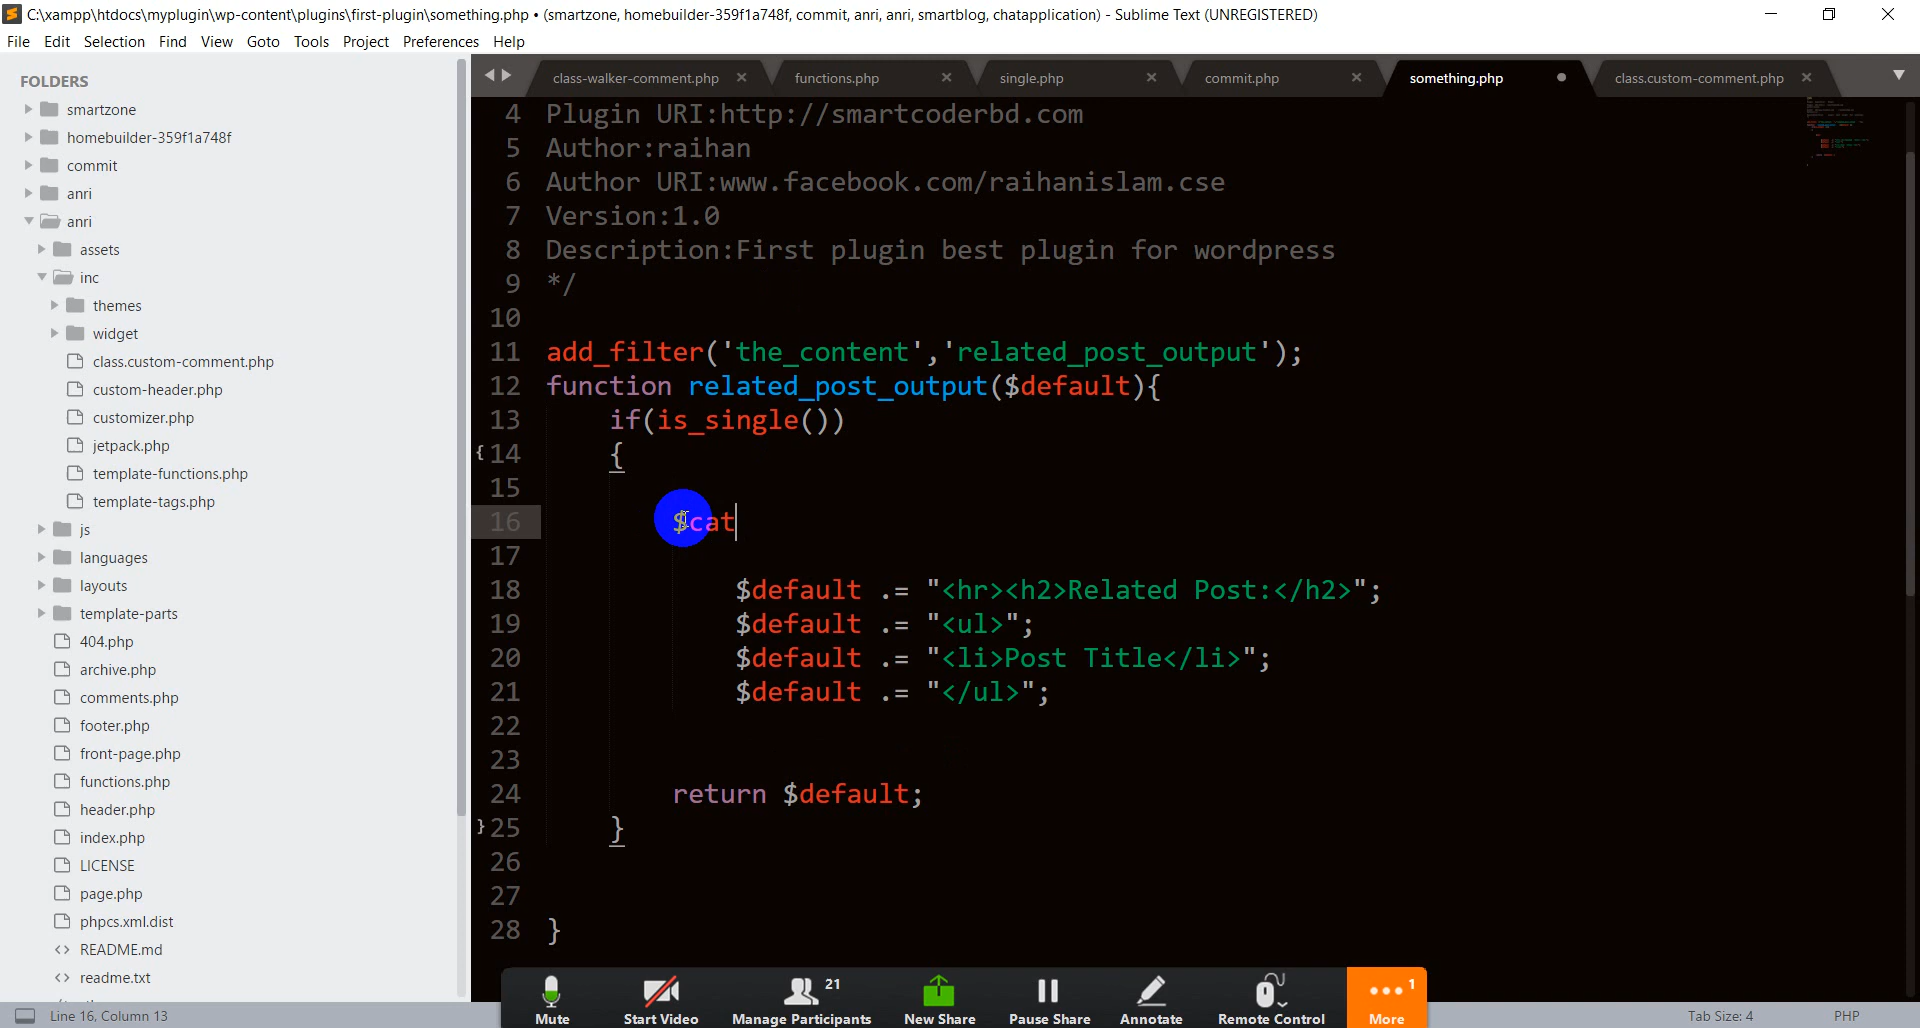 C:\xampp\htdocs\myplugin\wp-content\plugins\first-plugin\something.php • (smartzone, homebuilder-359f1a748f, commit, anri, anri, smartblog, chatapplication) - Sublime Text (UNREGISTERED)
File Edit Selection Find View Goto Tools Project Preferences Help
class-walker-comment.php functions.php single.php commit.php something.php class.custom-comment.php
FOLDERS
smartzone
homebuilder-359f1a748f
commit
anri
anri
assets
inc
themes
widget
class.custom-comment.php
custom-header.php
customizer.php
jetpack.php
template-functions.php
template-tags.php
js
languages
layouts
template-parts
404.php
archive.php
comments.php
footer.php
front-page.php
functions.php
header.php
index.php
LICENSE
page.php
phpcs.xml.dist
README.md
readme.txt
4 Plugin URI:http://smartcoderbd.com
5 Author:raihan
6 Author URI:www.facebook.com/raihanislam.cse
7 Version:1.0
8 Description:First plugin best plugin for wordpress
9 */
10
11 add_filter('the_content','related_post_output');
12 function related_post_output($default){
13 if(is_single())
14 {
15
16 $cat
17
18 $default .= "<hr><h2>Related Post:</h2>";
19 $default .= "<ul>";
20 $default .= "<li>Post Title</li>";
21 $default .= "</ul>";
22
23
24 return $default;
25 }
26
27
28 }
21 1
Mute Start Video Manage Participants New Share Pause Share Annotate Remote Control More
Line 16, Column 13 Tab Size: 4 PHP